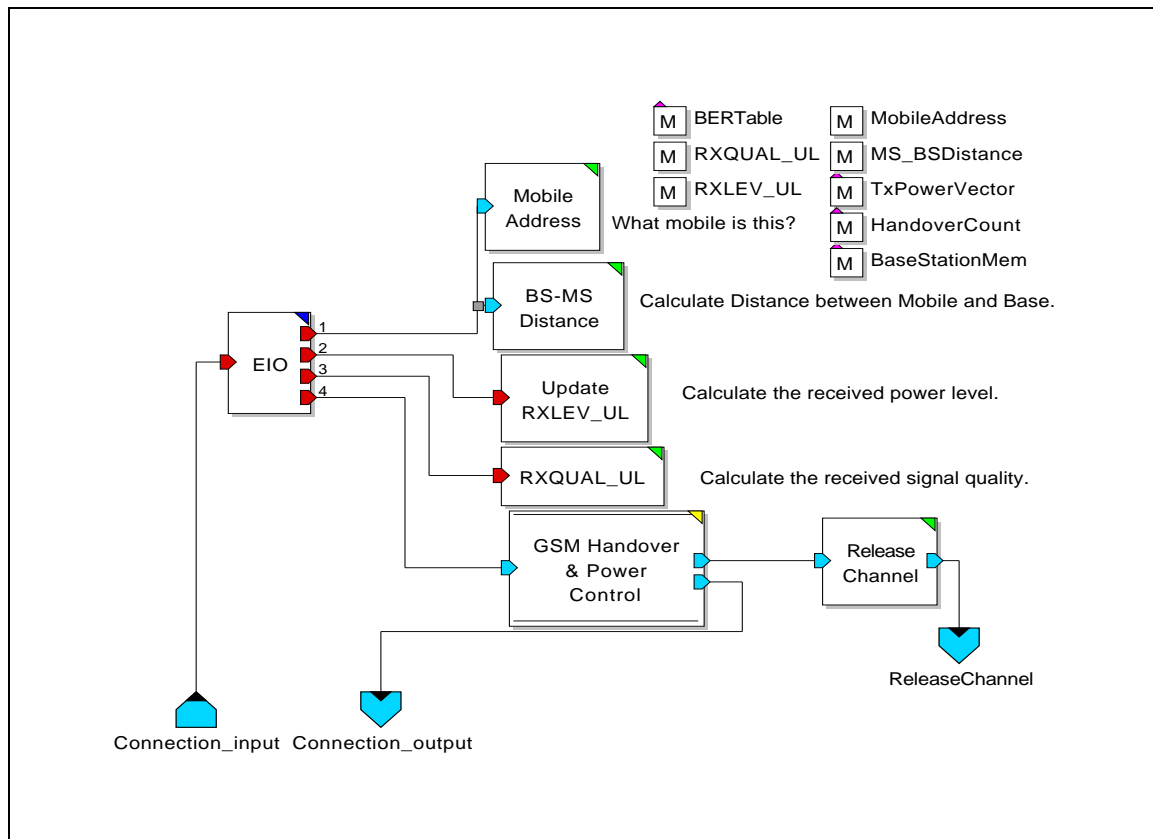 M BERTable
M MobileAddress
M RXQUAL_UL
M MS_BSDistance
M RXLEV_UL
M TxPowerVector
Mobile
Address
What mobile is this?
M HandoverCount
M BaseStationMem
BS-MS
Distance
Calculate Distance between Mobile and Base.
EIO
1
2
3
4
Update
RXLEV_UL
Calculate the received power level.
RXQUAL_UL
Calculate the received signal quality.
GSM Handover
& Power
Control
Release
Channel
ReleaseChannel
Connection_input
Connection_output